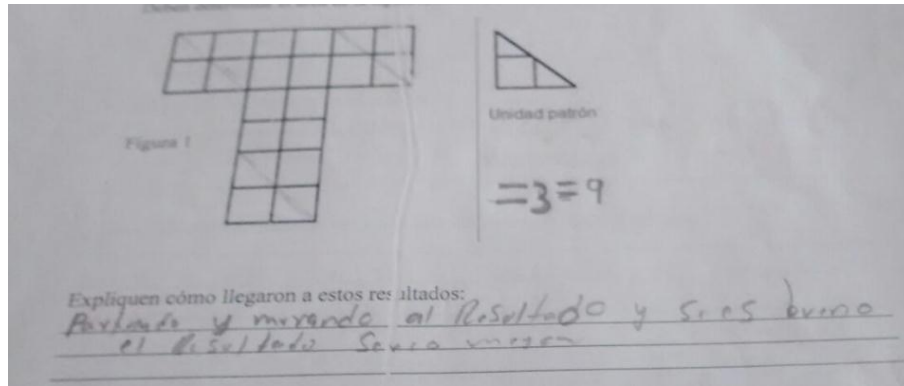 Figura 1
Unidad patrón
=3=9
Expliquen cómo llegaron a estos resultados:
y mirando al Resultado y si es bueno
el Resultado